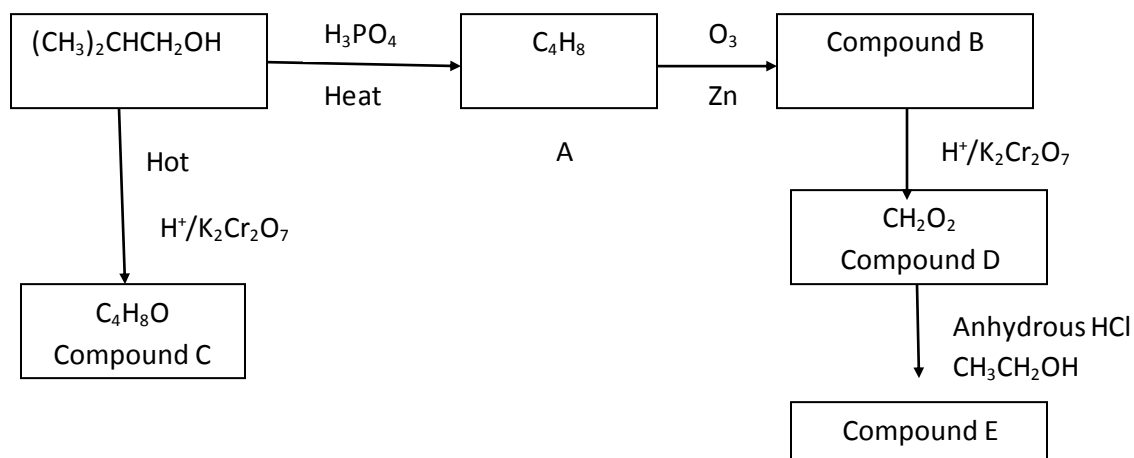 (CH₃)₂CHCH₂OH
H₃PO₄
Heat
C₄H₈
A
O₃
Zn
Compound B
Hot
H⁺/K₂Cr₂O₇
C₄H₈O
Compound C
H⁺/K₂Cr₂O₇
CH₂O₂
Compound D
Anhydrous HCl
CH₃CH₂OH
Compound E